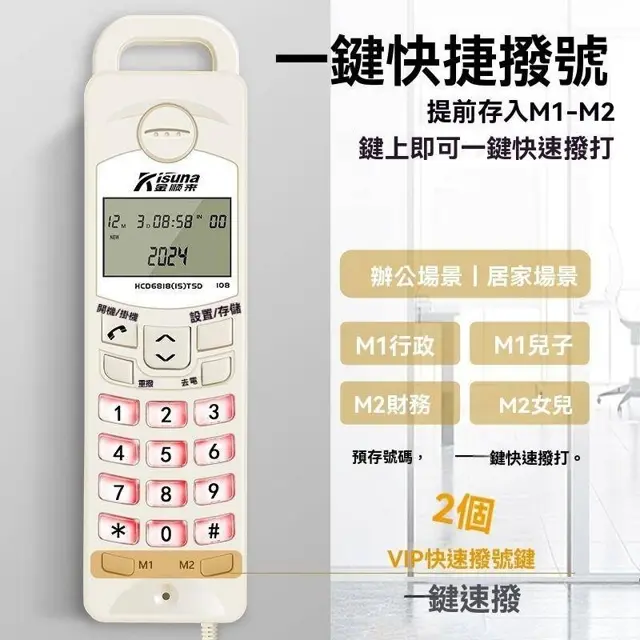 一鍵快捷撥號
提前存入M1-M2
鍵上即可一鍵快速撥打
辦公場景 | 居家場景
M1行政 M1兒子
M2財務 M2女兒
預存號碼， 一鍵快速撥打。
2個
VIP快速撥號鍵
一鍵速撥
Kisuna
金順來
12 M 3 D 08:58 IN 00
NEW
2024
HCD6818(15)TSD 108
開機/掛機 設置/存儲
重撥 去電
1 2 3
4 5 6
7 8 9
* 0 #
M1 M2